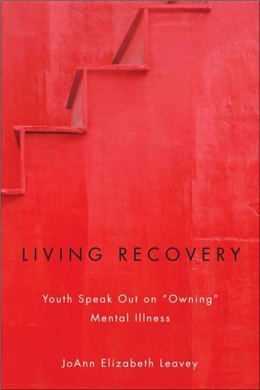 LIVING RECOVERY
Youth Speak Out on "Owning"
Mental Illness
JoAnn Elizabeth Leavey